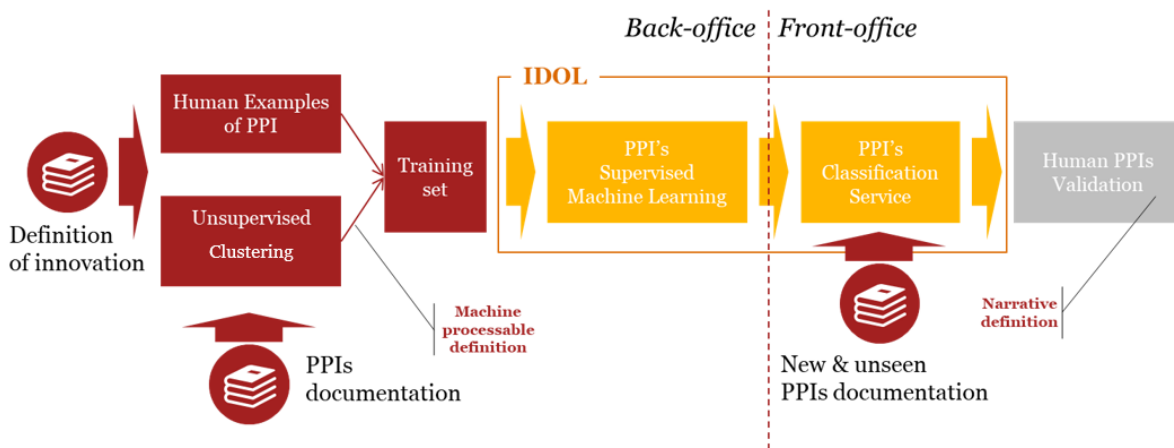 Back-office
Front-office
IDOL
Human Examples
of PPI
Training
set
PPI's
Supervised
Machine Learning
PPI's
Classification
Service
Human PPIs
Validation
Definition
of innovation
Unsupervised
Clustering
Machine
processable
definition
Narrative
definition
PPIs
documentation
New & unseen
PPIs documentation